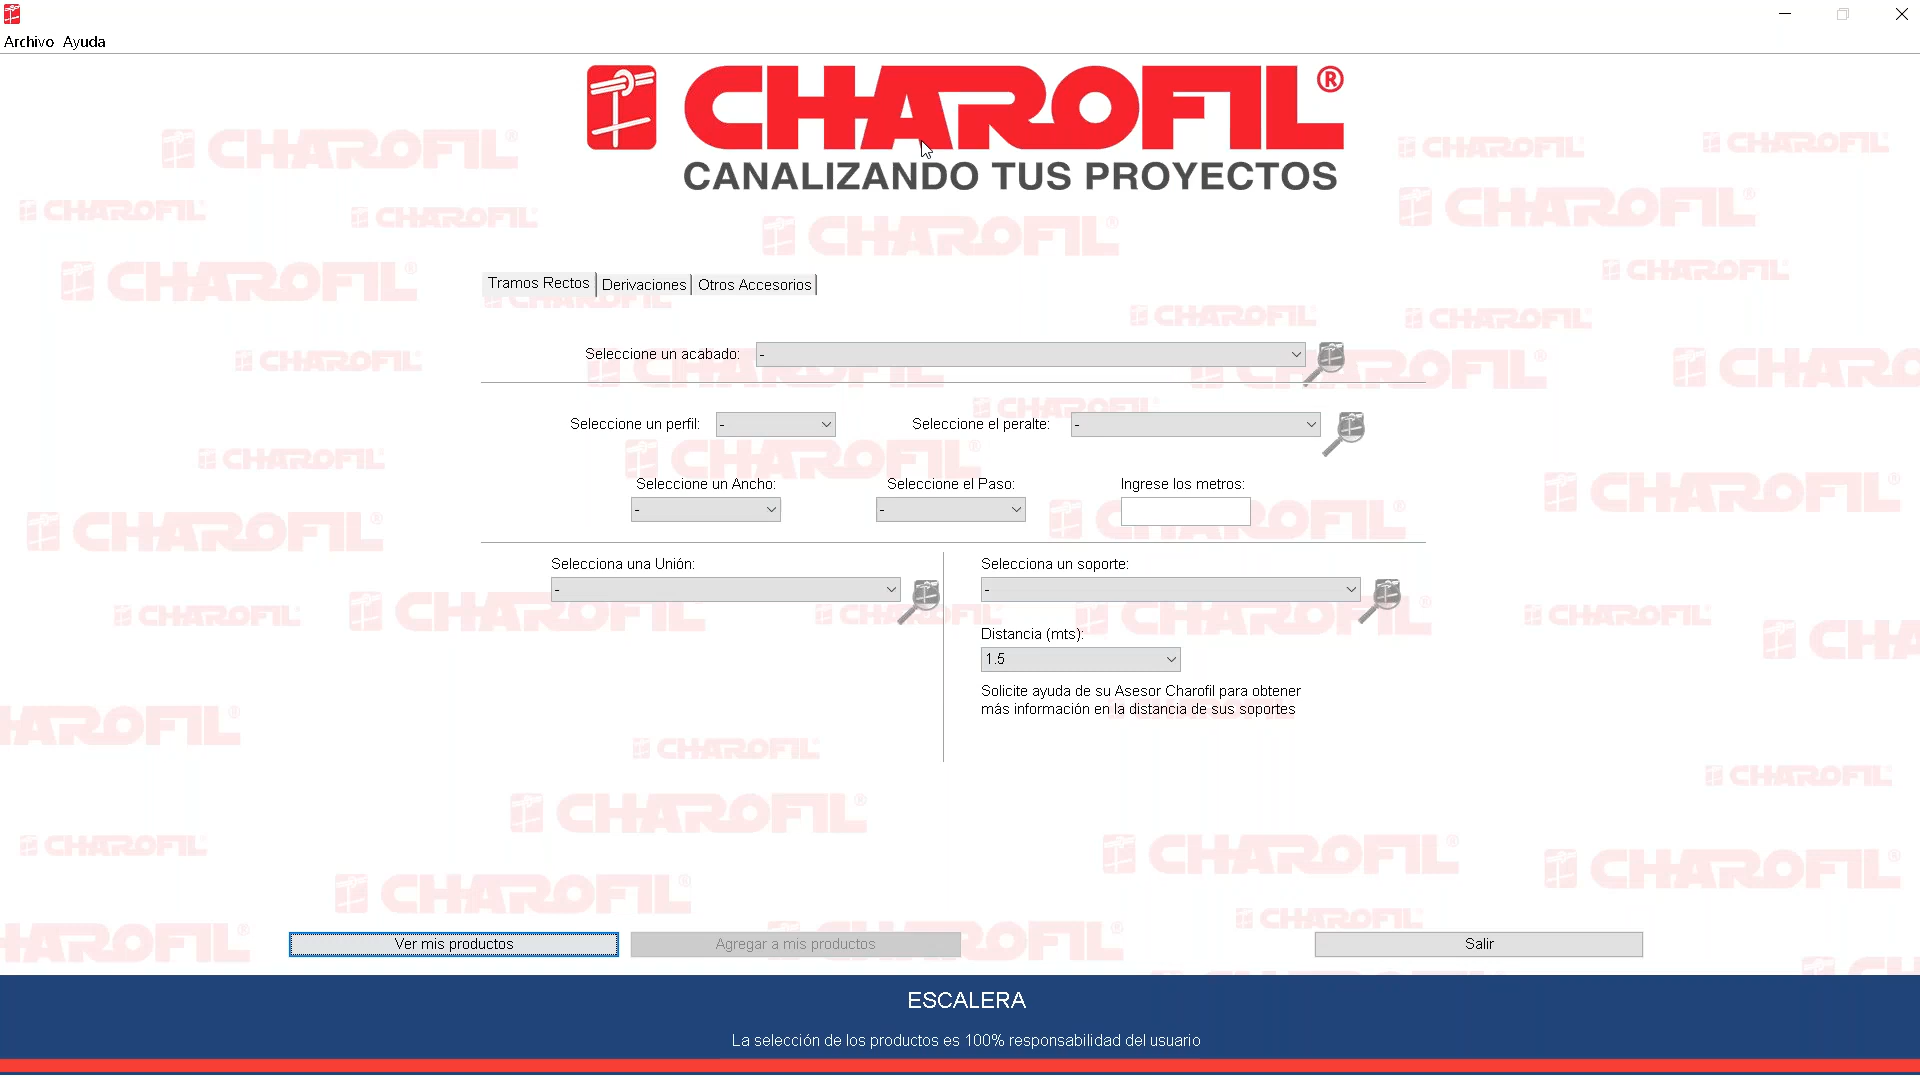 Archivo Ayuda
CHAROFIL®
CANALIZANDO TUS PROYECTOS
Tramos Rectos Derivaciones Otros Accesorios
Seleccione un acabado: -
Seleccione un perfil: - Seleccione el peralte: -
Seleccione un Ancho: Seleccione el Paso: Ingrese los metros:
- -
Selecciona una Unión: Selecciona un soporte:
- -
Distancia (mts):
1.5
Solicite ayuda de su Asesor Charofil para obtener
más información en la distancia de sus soportes
Ver mis productos Agregar a mis productos Salir
ESCALERA
La selección de los productos es 100% responsabilidad del usuario